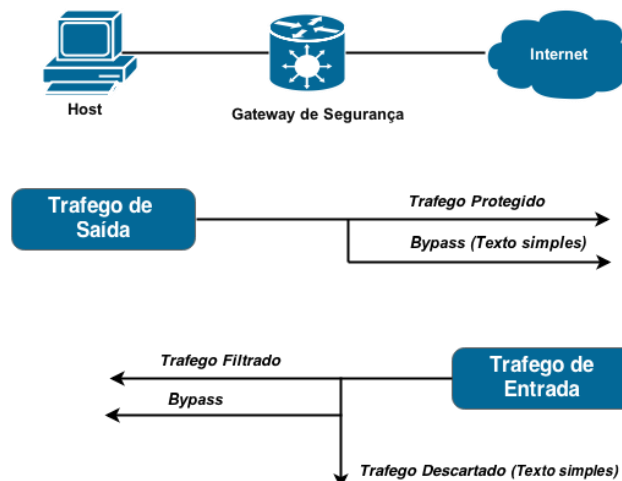 Internet
Host
Gateway de Segurança
Trafego de
Saída
Trafego Protegido
Bypass (Texto simples)
Trafego Filtrado
Bypass
Trafego de
Entrada
Trafego Descartado (Texto simples)